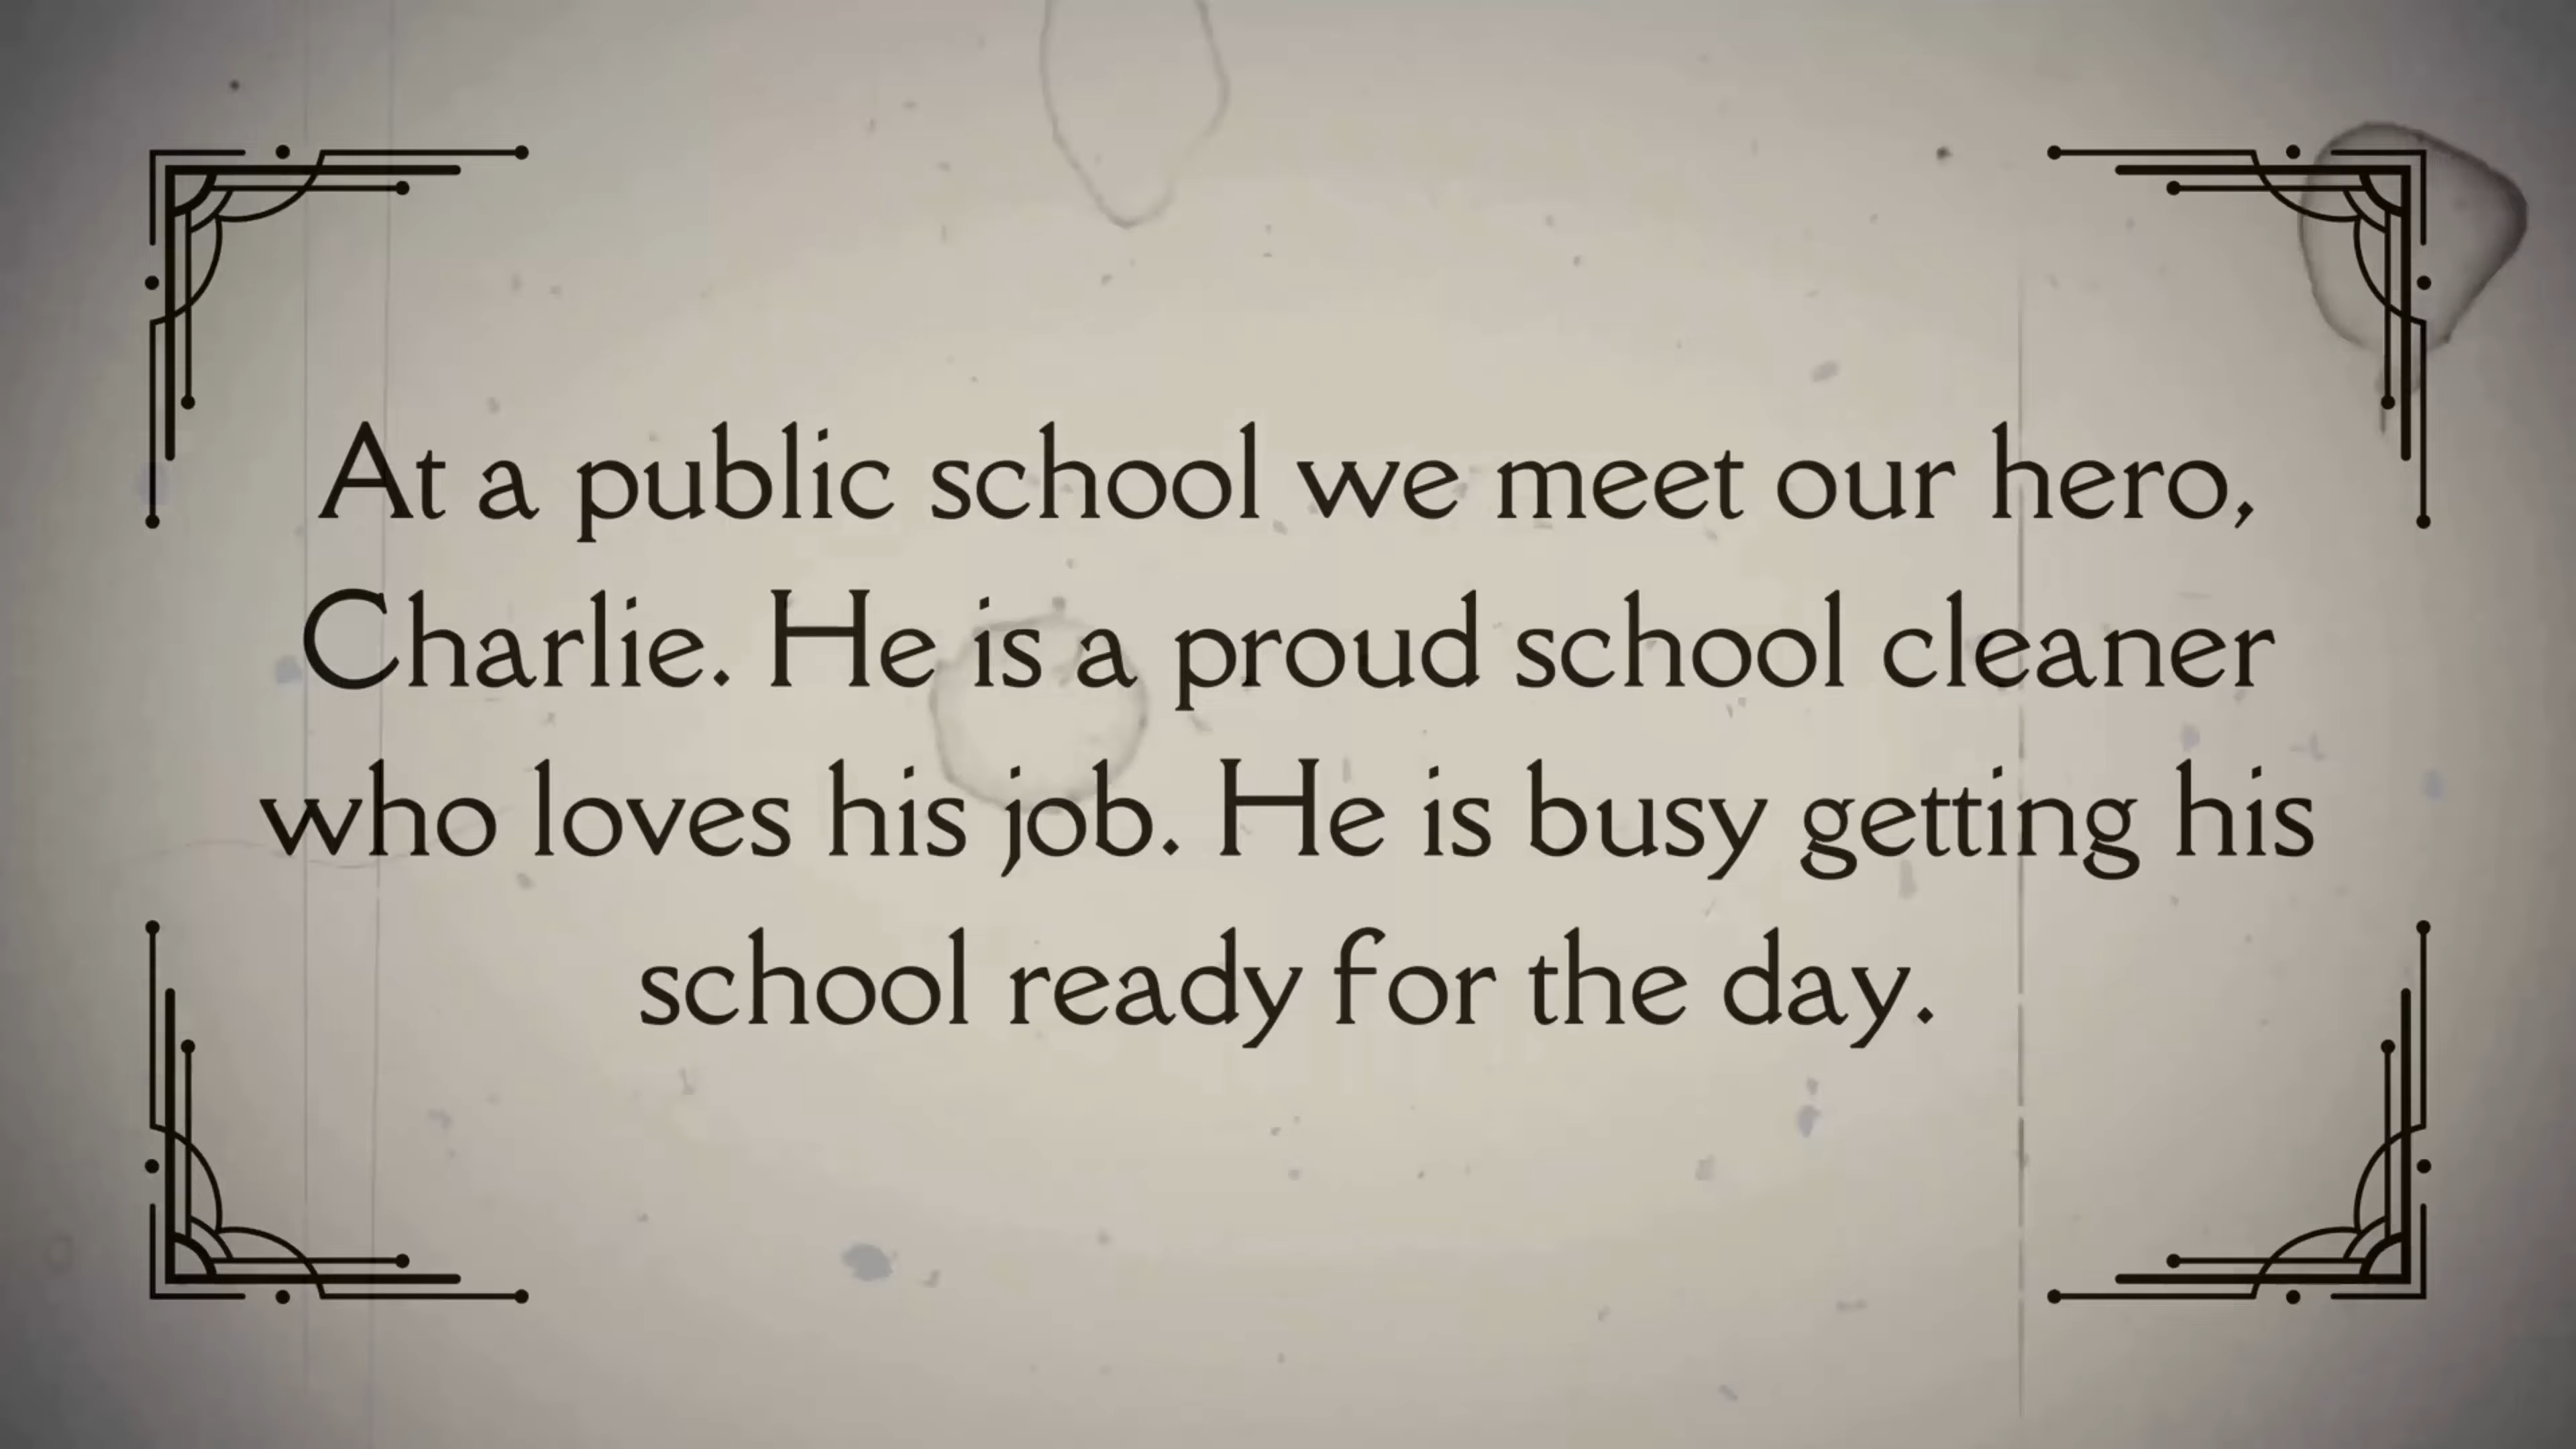 At a public school we meet our hero,
Charlie. He is a proud school cleaner
who loves his job. He is busy getting his
school ready for the day.